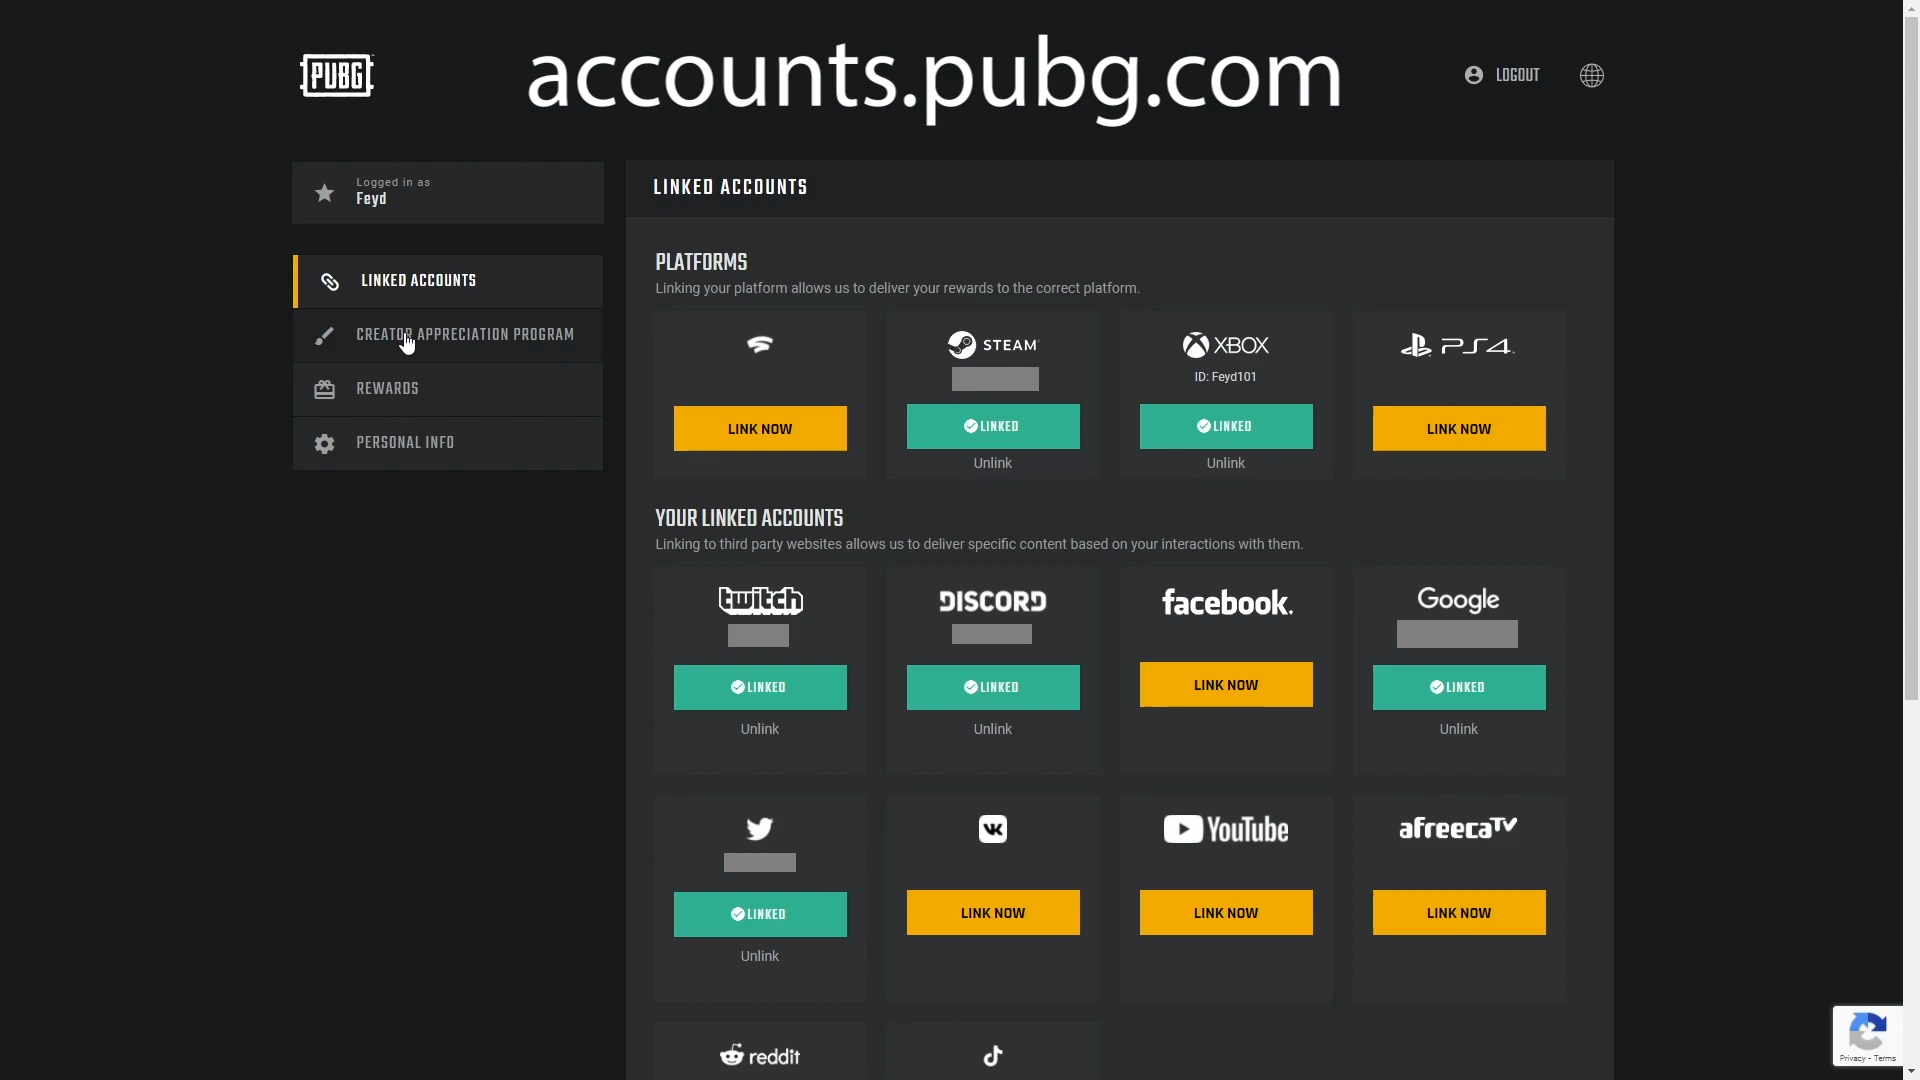 PUBG
accounts.pubg.com
LOGOUT
Logged in as
Feyd
LINKED ACCOUNTS
CREATOR APPRECIATION PROGRAM
REWARDS
PERSONAL INFO
LINKED ACCOUNTS
PLATFORMS
Linking your platform allows us to deliver your rewards to the correct platform.
STEAM
XBOX
PS4
ID: Feyd101
LINK NOW
LINKED
LINKED
LINK NOW
Unlink
Unlink
YOUR LINKED ACCOUNTS
Linking to third party websites allows us to deliver specific content based on your interactions with them.
twitch
DISCORD
facebook.
Google
LINKED
LINKED
LINK NOW
LINKED
Unlink
Unlink
Unlink
VK
YouTube
afreecaTV
LINKED
LINK NOW
LINK NOW
LINK NOW
Unlink
reddit
Privacy - Terms